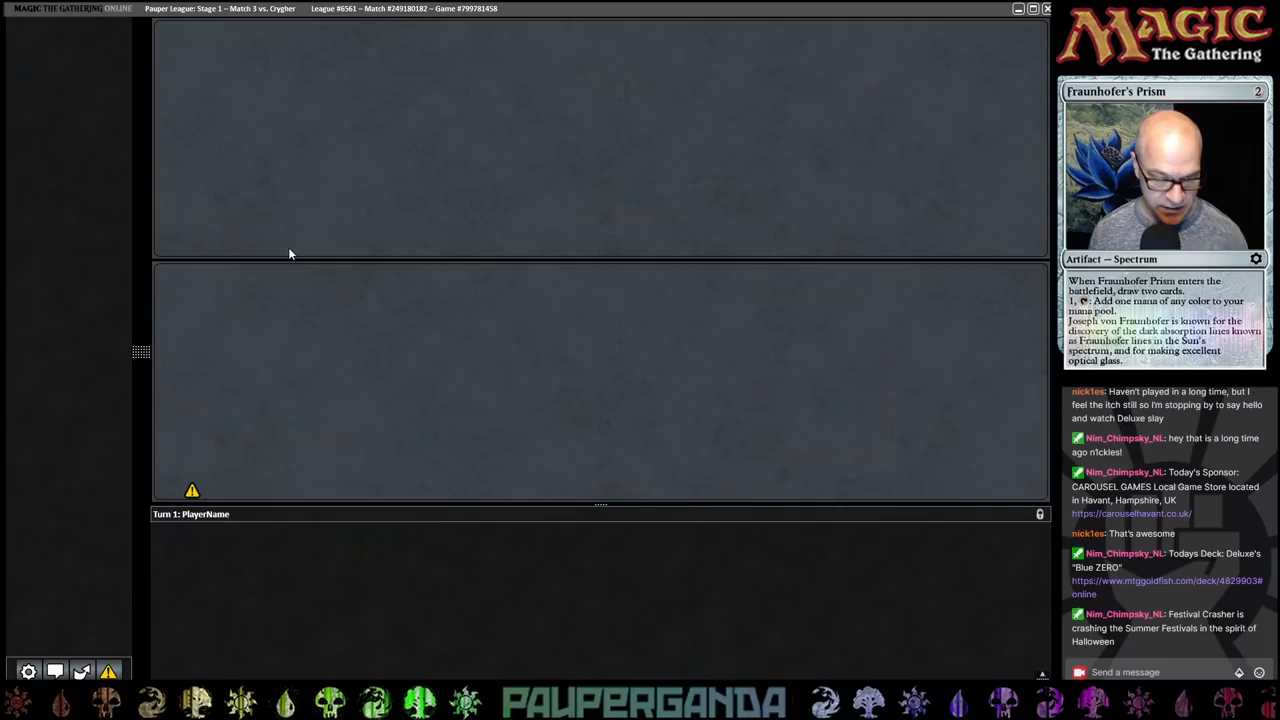 MAGIC THE GATHERING ONLINE
Pauper League: Stage 1 – Match 3 vs. Crygher
League #6561 – Match #249180182 – Game #799781458
MAGIC
The Gathering
Fraunhofer's Prism 2
Artifact — Spectrum
When Fraunhofer Prism enters the
battlefield, draw two cards.
1, : Add one mana of any color to your
mana pool.
Joseph von Fraunhofer is known for the
discovery of the dark absorption lines known
as Fraunhofer lines in the Sun's
spectrum, and for making excellent
optical glass.
nick1es: Haven't played in a long time, but I
feel the itch still so I'm stopping by to say hello
and watch Deluxe slay
Nim_Chimpsky_NL: hey that is a long time
ago n1ckles!
Nim_Chimpsky_NL: Today's Sponsor:
CAROUSEL GAMES Local Game Store located
in Havant, Hampshire, UK
https://carouselhavant.co.uk/
nick1es: That's awesome
Nim_Chimpsky_NL: Todays Deck: Deluxe's
"Blue ZERO"
https://www.mtggoldfish.com/deck/4829903#
online
Nim_Chimpsky_NL: Festival Crasher is
crashing the Summer Festivals in the spirit of
Halloween
Send a message
Turn 1: PlayerName
PAUPERGANDA